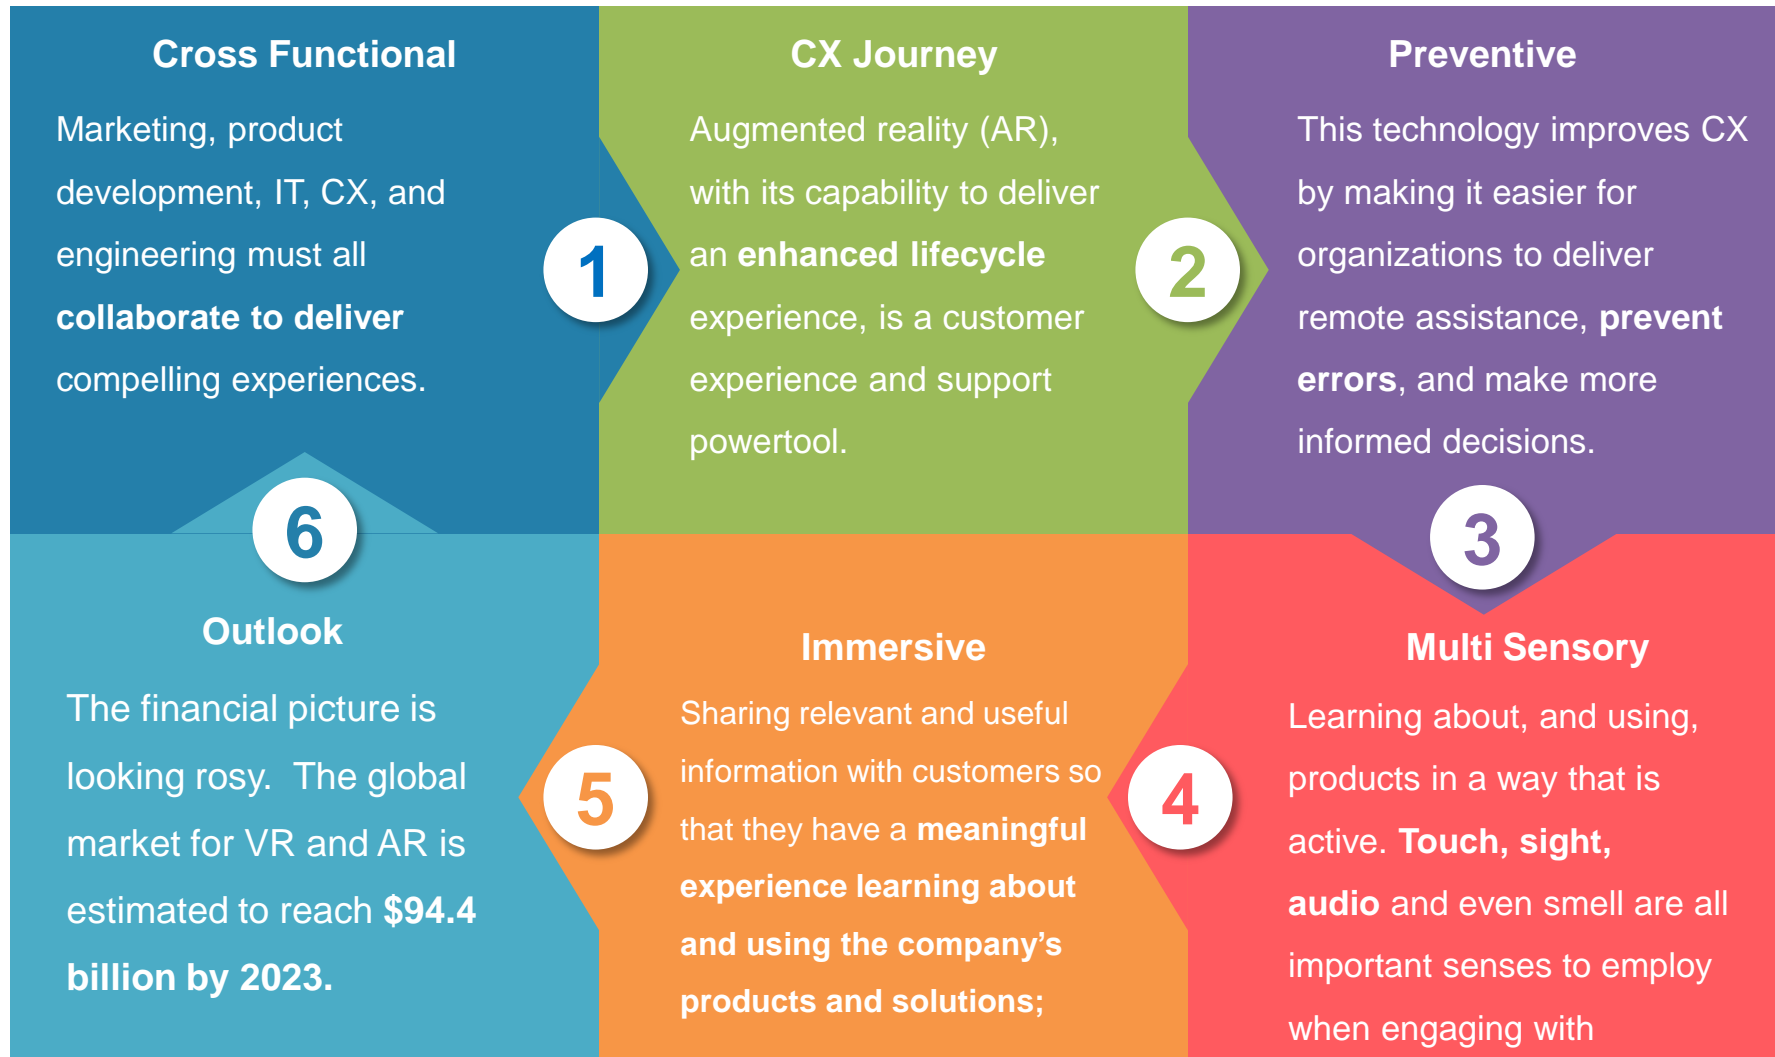 Cross Functional
Marketing, product
development, IT, CX, and
engineering must all
collaborate to deliver
compelling experiences.
1
CX Journey
Augmented reality (AR),
with its capability to deliver
an enhanced lifecycle
experience, is a customer
experience and support
powertool.
2
Preventive
This technology improves CX
by making it easier for
organizations to deliver
remote assistance, prevent
errors, and make more
informed decisions.
3
Multi Sensory
Learning about, and using,
products in a way that is
active. Touch, sight,
audio and even smell are all
important senses to employ
when engaging with
4
Immersive
Sharing relevant and useful
information with customers so
that they have a meaningful
experience learning about
and using the company’s
products and solutions;
5
Outlook
The financial picture is
looking rosy.  The global
market for VR and AR is
estimated to reach $94.4
billion by 2023.
6